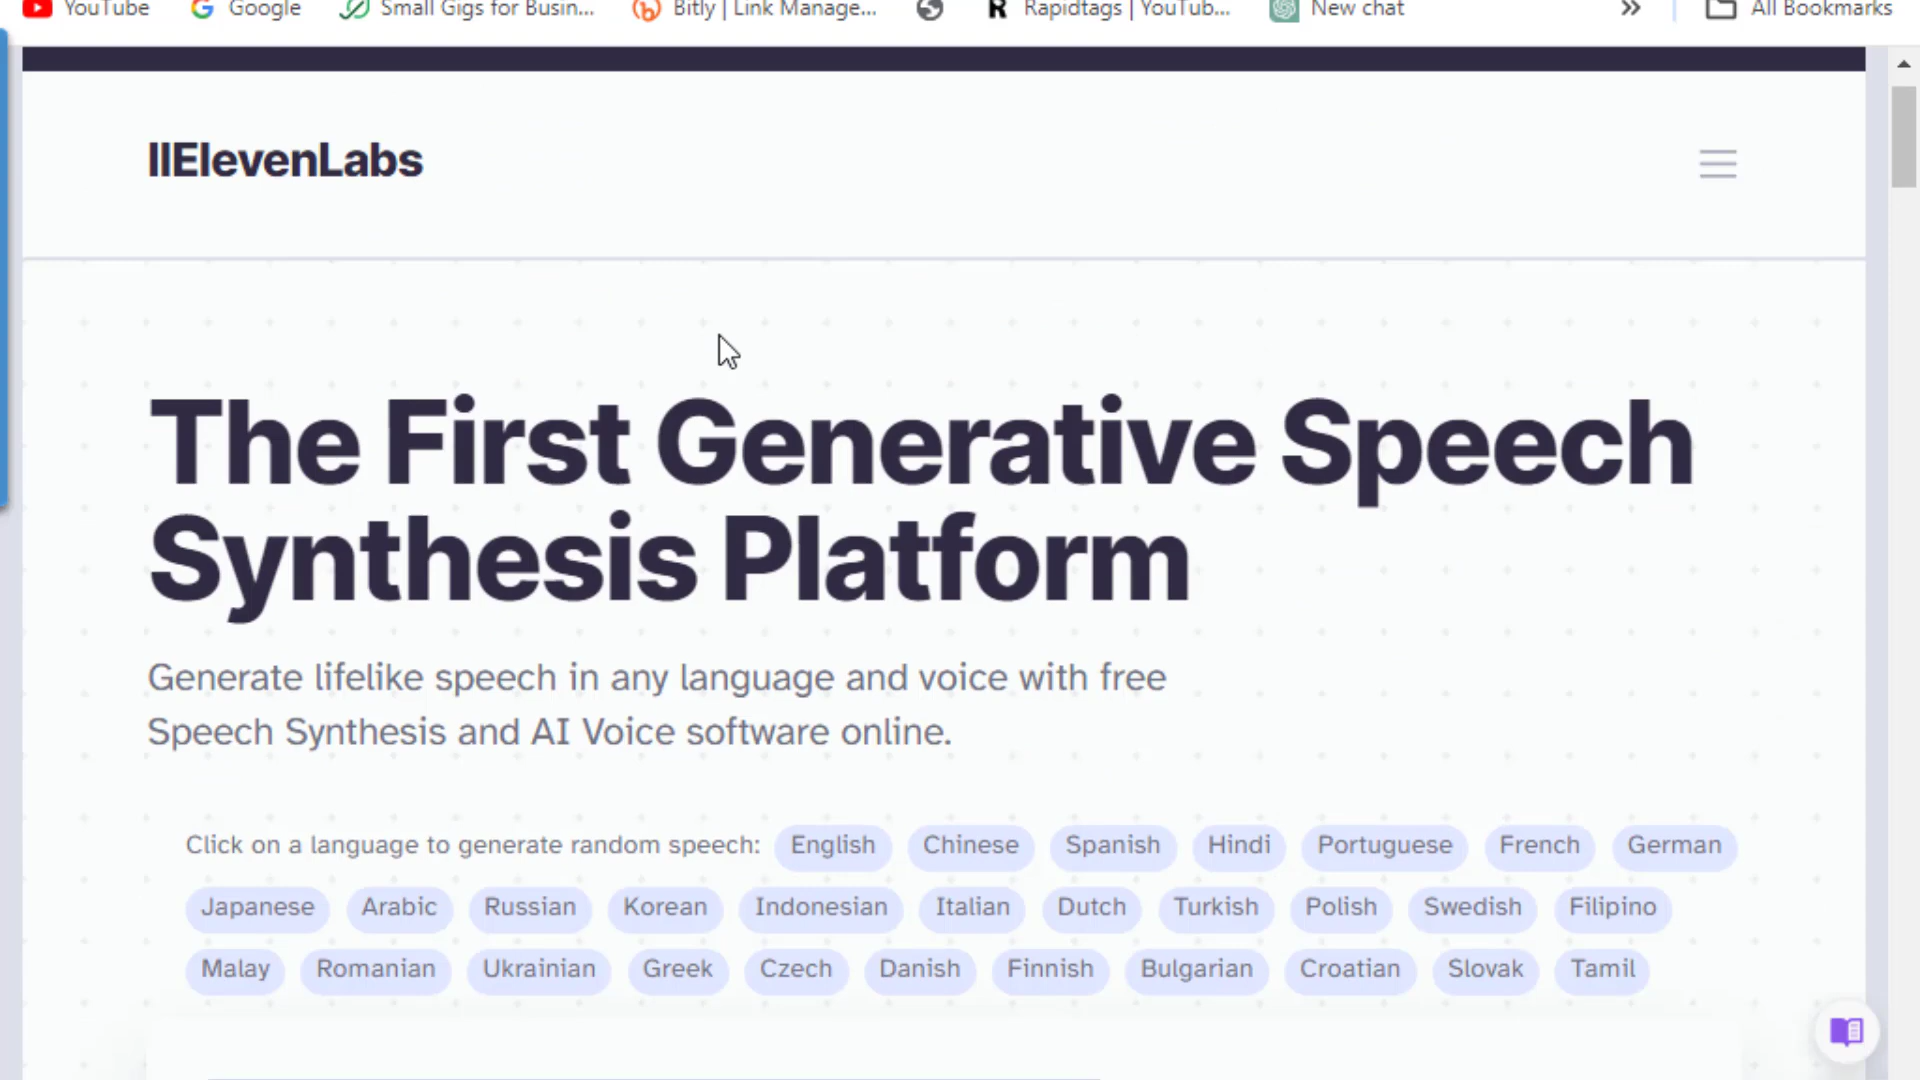 YouTube Google Small Gigs for Busin... Bitly | Link Manage... Rapidtags | YouTub... New chat All Bookmarks
IIElevenLabs
The First Generative Speech
Synthesis Platform
Generate lifelike speech in any language and voice with free
Speech Synthesis and AI Voice software online.
Click on a language to generate random speech: English Chinese Spanish Hindi Portuguese French German
Japanese Arabic Russian Korean Indonesian Italian Dutch Turkish Polish Swedish Filipino
Malay Romanian Ukrainian Greek Czech Danish Finnish Bulgarian Croatian Slovak Tamil